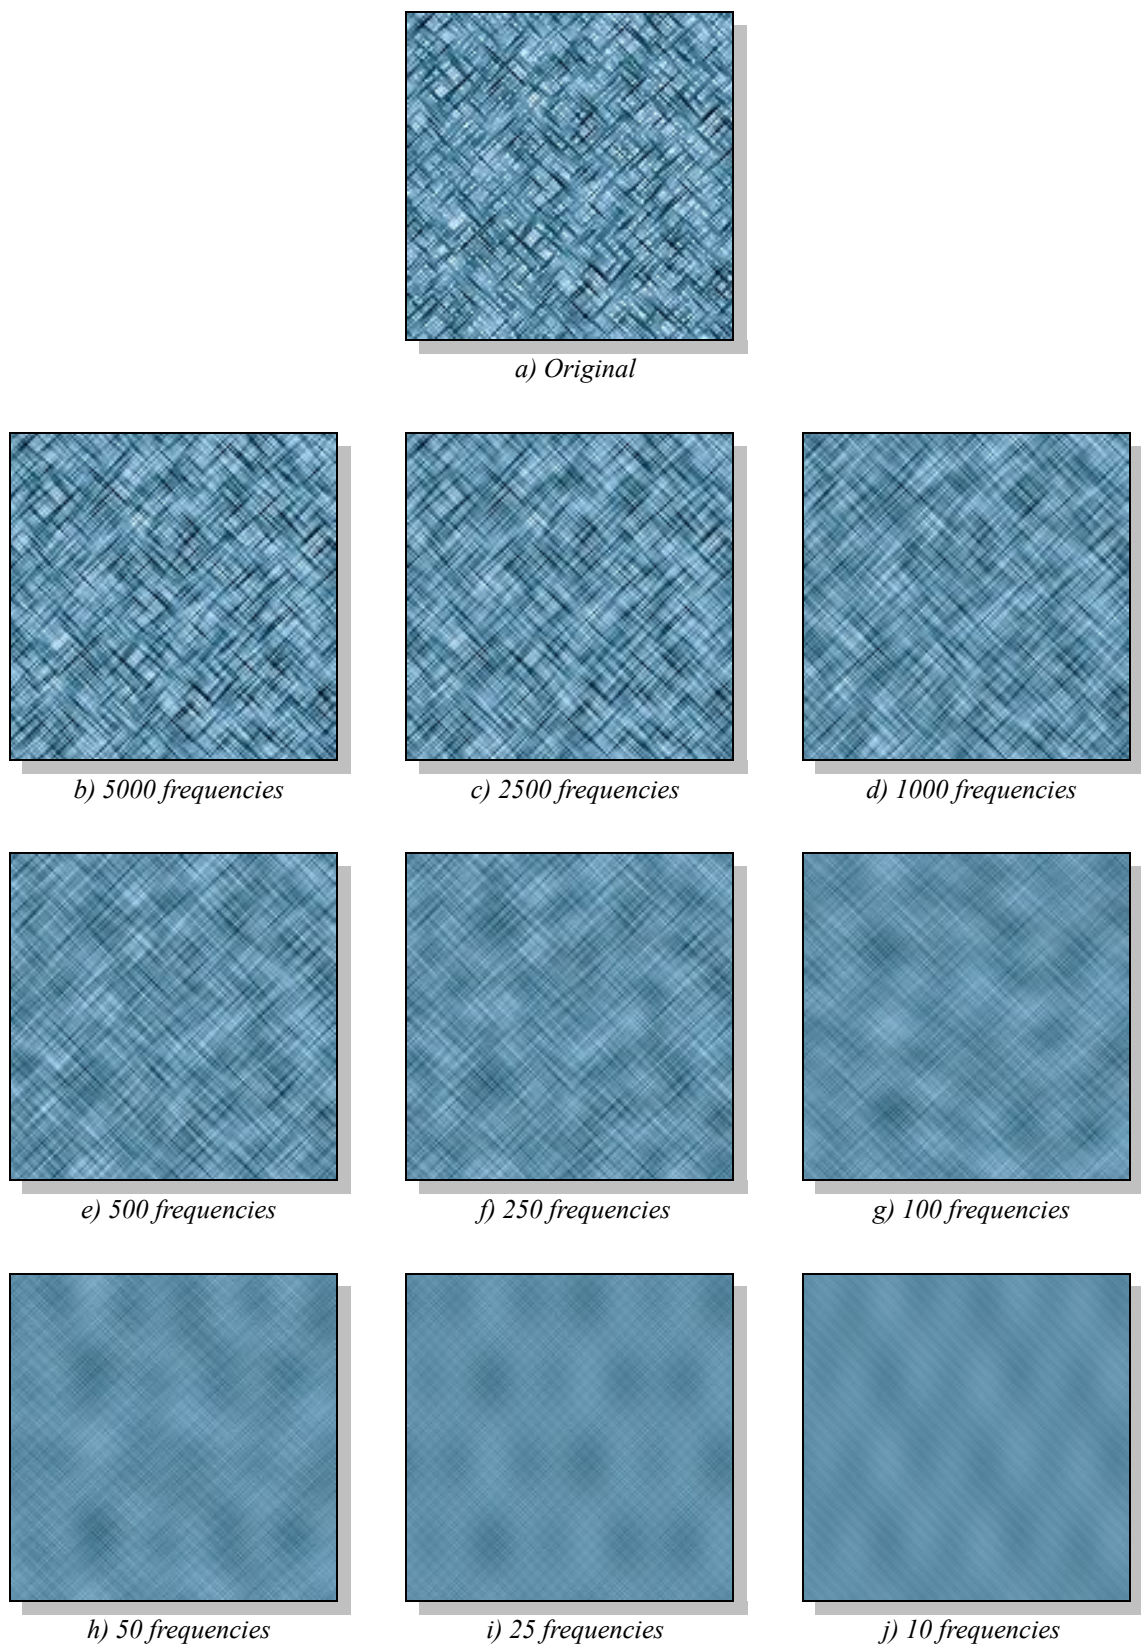 a) Original
b) 5000 frequencies
c) 2500 frequencies
d) 1000 frequencies
e) 500 frequencies
f) 250 frequencies
g) 100 frequencies
h) 50 frequencies
i) 25 frequencies
j) 10 frequencies